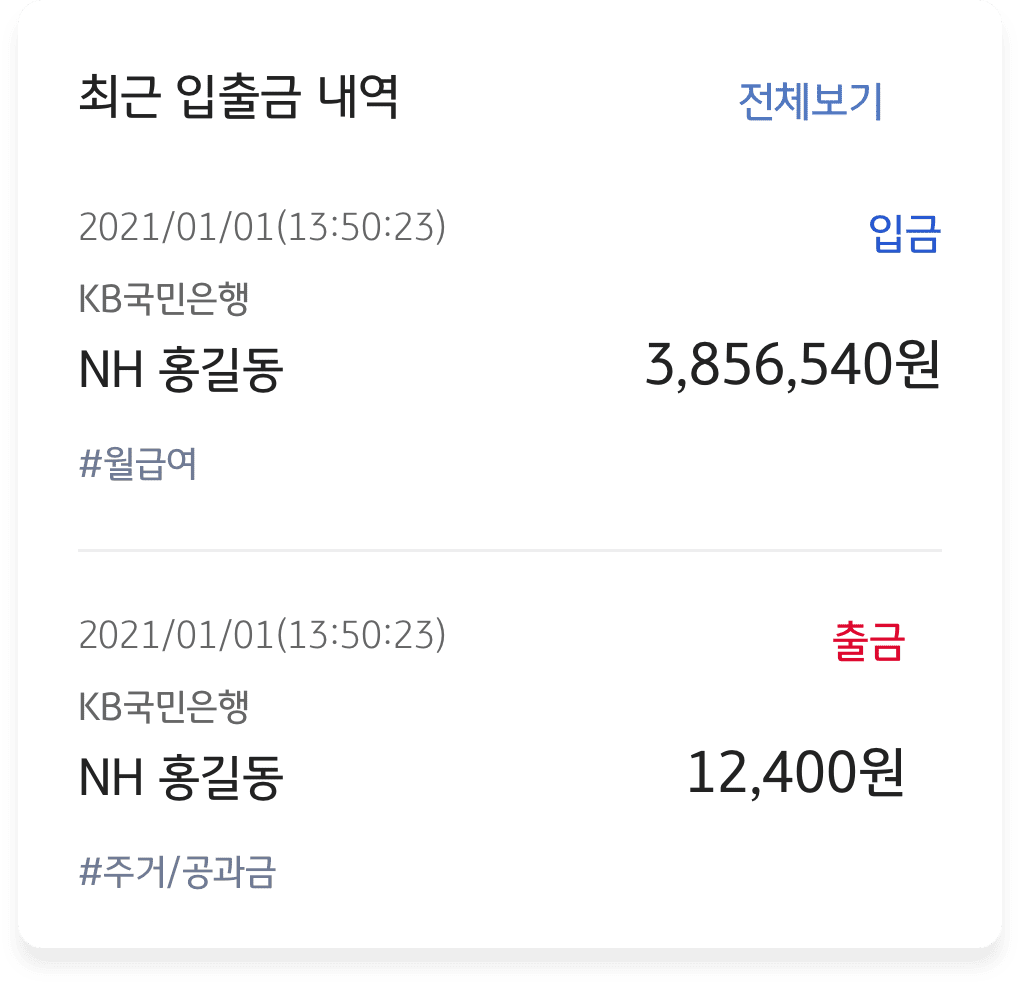 최근 입출금 내역 전체보기
2021/01/01(13:50:23) 입금
KB국민은행
NH 홍길동 3,856,540원
#월급여
2021/01/01(13:50:23) 출금
KB국민은행
NH 홍길동 12,400원
#주거/공과금